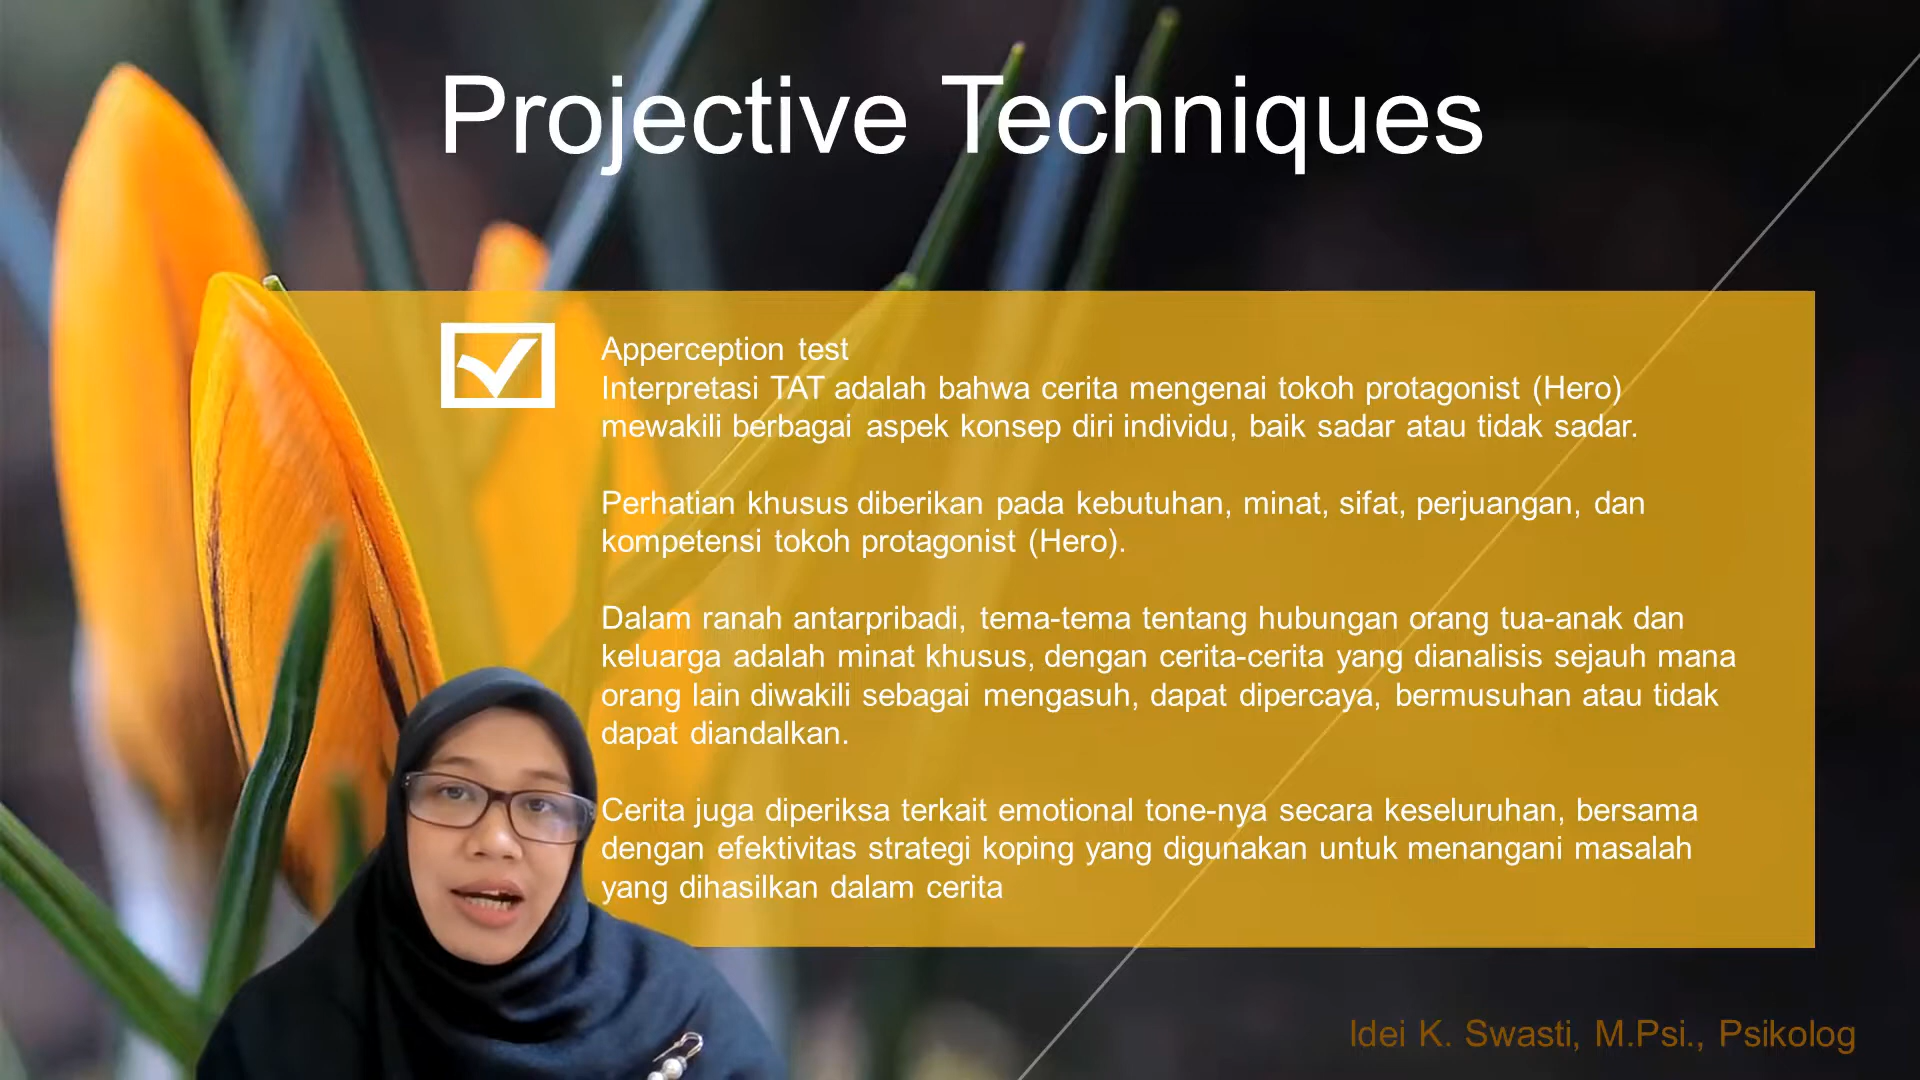 Projective Techniques
Apperception test
Interpretasi TAT adalah bahwa cerita mengenai tokoh protagonist (Hero)
mewakili berbagai aspek konsep diri individu, baik sadar atau tidak sadar.
Perhatian khusus diberikan pada kebutuhan, minat, sifat, perjuangan, dan
kompetensi tokoh protagonist (Hero).
Dalam ranah antarpribadi, tema-tema tentang hubungan orang tua-anak dan
keluarga adalah minat khusus, dengan cerita-cerita yang dianalisis sejauh mana
orang lain diwakili sebagai mengasuh, dapat dipercaya, bermusuhan atau tidak
dapat diandalkan.
Cerita juga diperiksa terkait emotional tone-nya secara keseluruhan, bersama
dengan efektivitas strategi koping yang digunakan untuk menangani masalah
yang dihasilkan dalam cerita
Idei K. Swasti, M.Psi., Psikolog